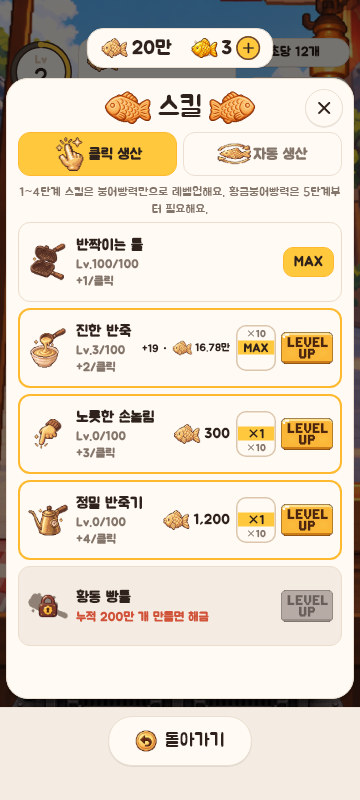 20만
3
Lv
2
초당 12개
스킬
클릭 생산
자동 생산
1~4단계 스킬은 붕어빵력만으로 레벨업해요. 황금붕어빵력은 5단계부
터 필요해요.
반짝이는 틀
Lv.100/100
+1/클릭
MAX
진한 반죽
Lv.3/100
+2/클릭
+19 · 16.78만
×10
MAX
LEVEL
UP
노릇한 손놀림
Lv.0/100
+3/클릭
300
×1
×10
LEVEL
UP
정밀 반죽기
Lv.0/100
+4/클릭
1,200
×1
×10
LEVEL
UP
황동 빵틀
누적 200만 개 만들면 해금
LEVEL
UP
돌아가기